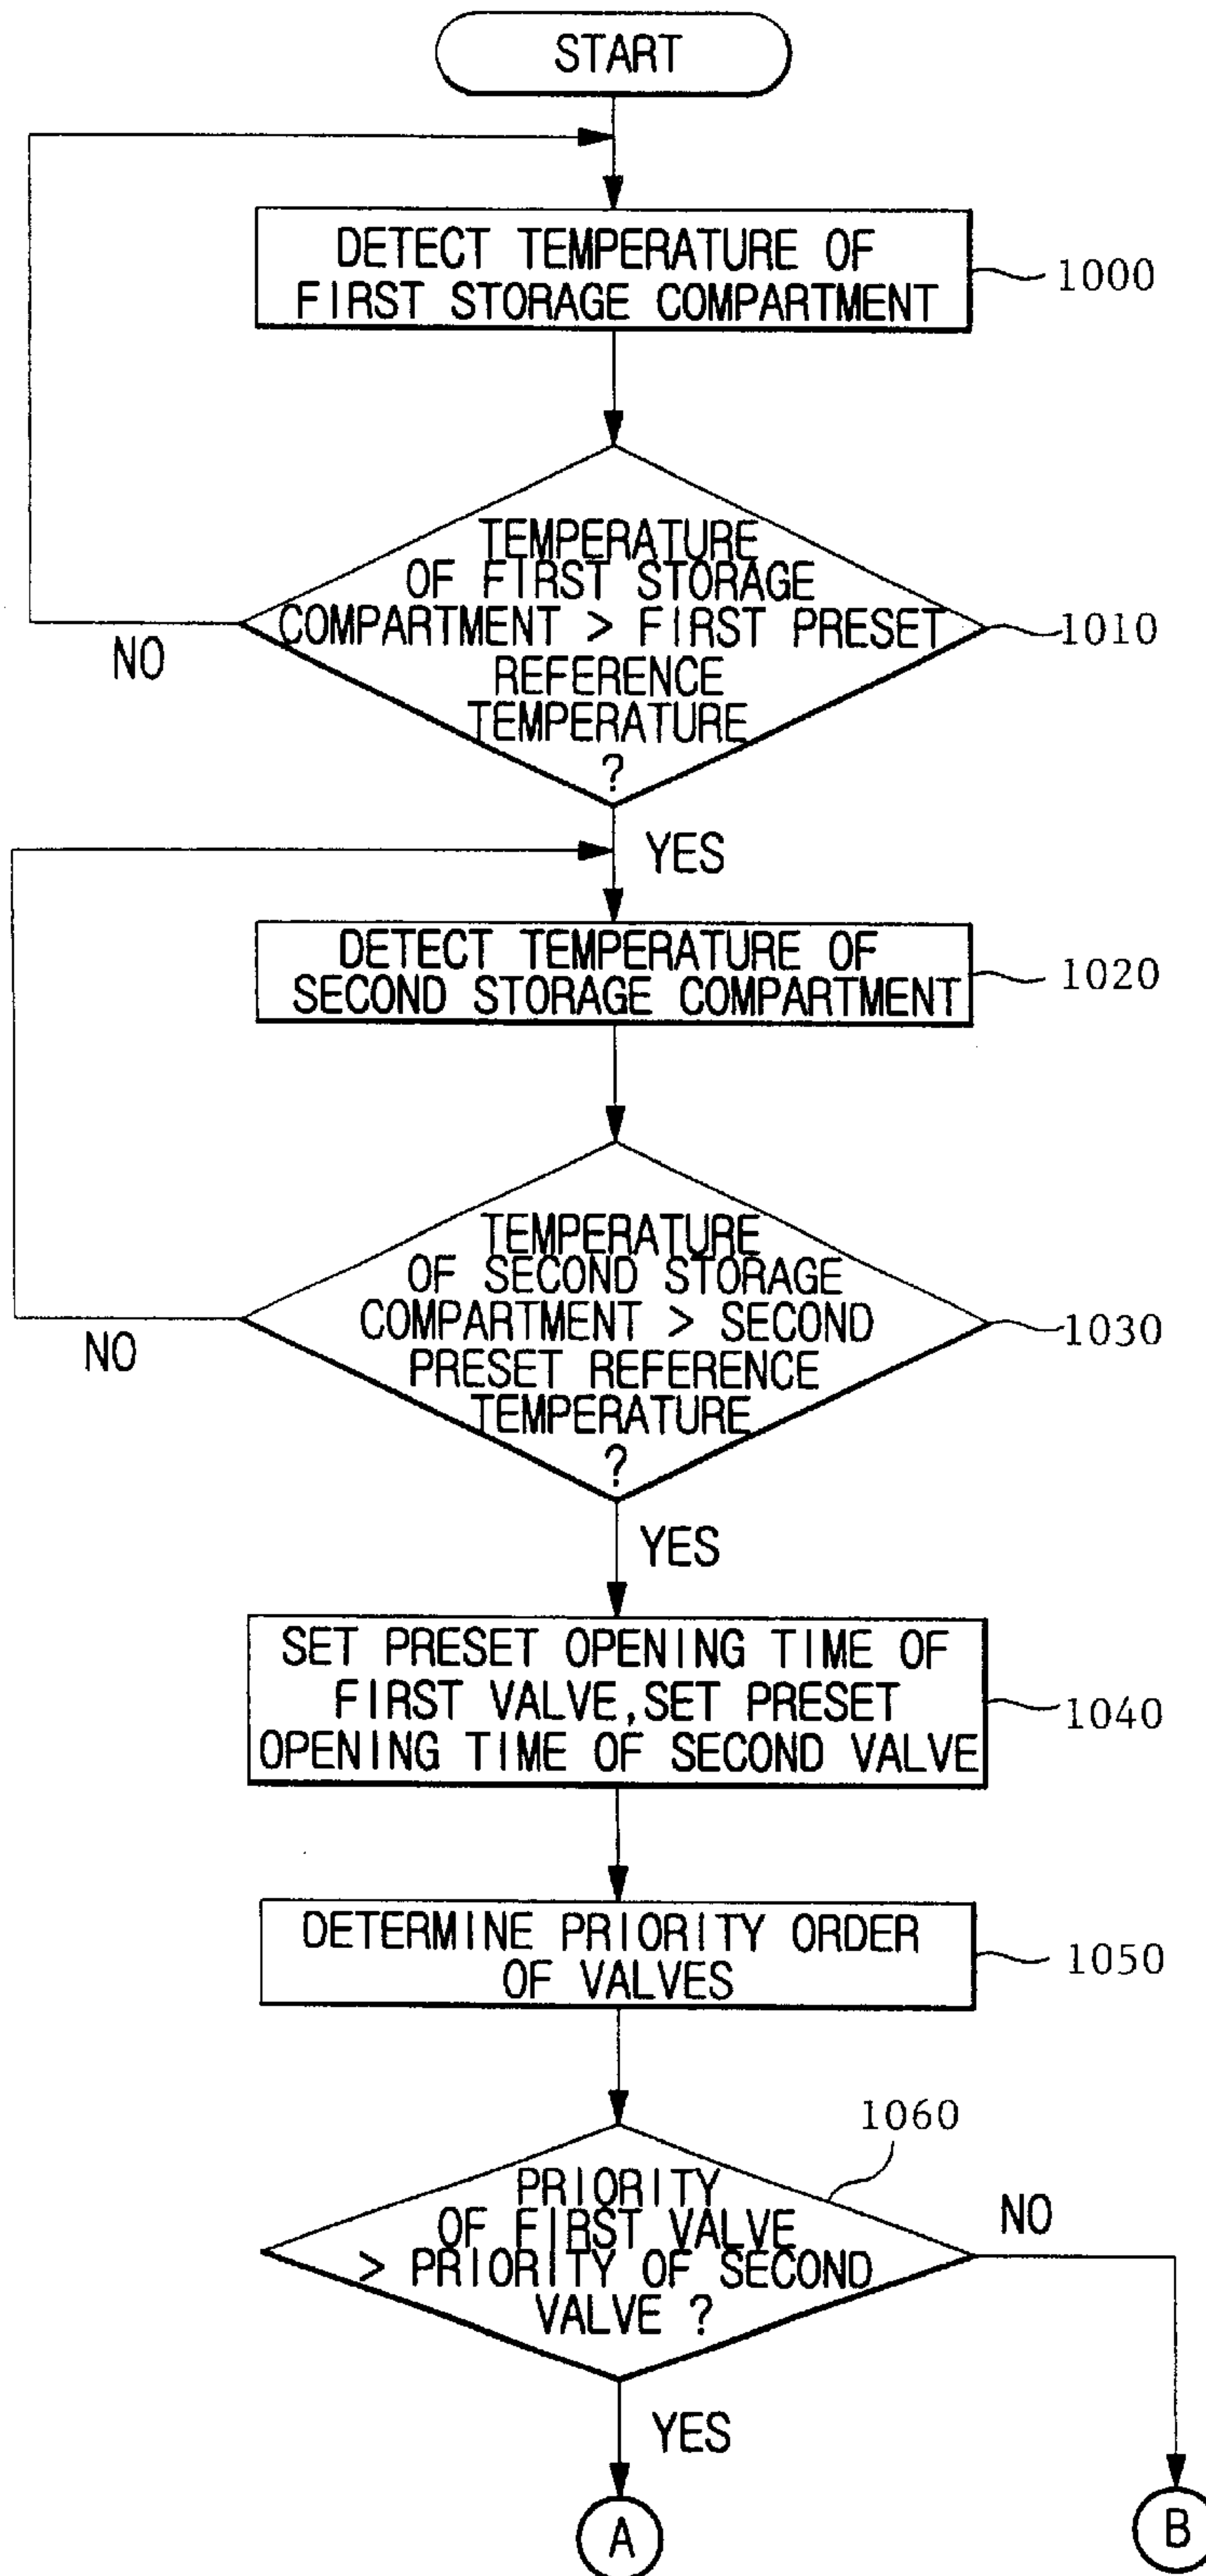 START
DETECT TEMPERATURE OF
FIRST STORAGE COMPARTMENT
1000
TEMPERATURE
OF FIRST STORAGE
COMPARTMENT > FIRST PRESET
REFERENCE
TEMPERATURE
?
1010
NO
YES
DETECT TEMPERATURE OF
SECOND STORAGE COMPARTMENT
1020
TEMPERATURE
OF SECOND STORAGE
COMPARTMENT > SECOND
PRESET REFERENCE
TEMPERATURE
?
1030
NO
YES
SET PRESET OPENING TIME OF
FIRST VALVE,SET PRESET
OPENING TIME OF SECOND VALVE
1040
DETERMINE PRIORITY ORDER
OF VALVES
1050
1060
PRIORITY
OF FIRST VALVE
> PRIORITY OF SECOND
VALVE ?
NO
YES
A
B